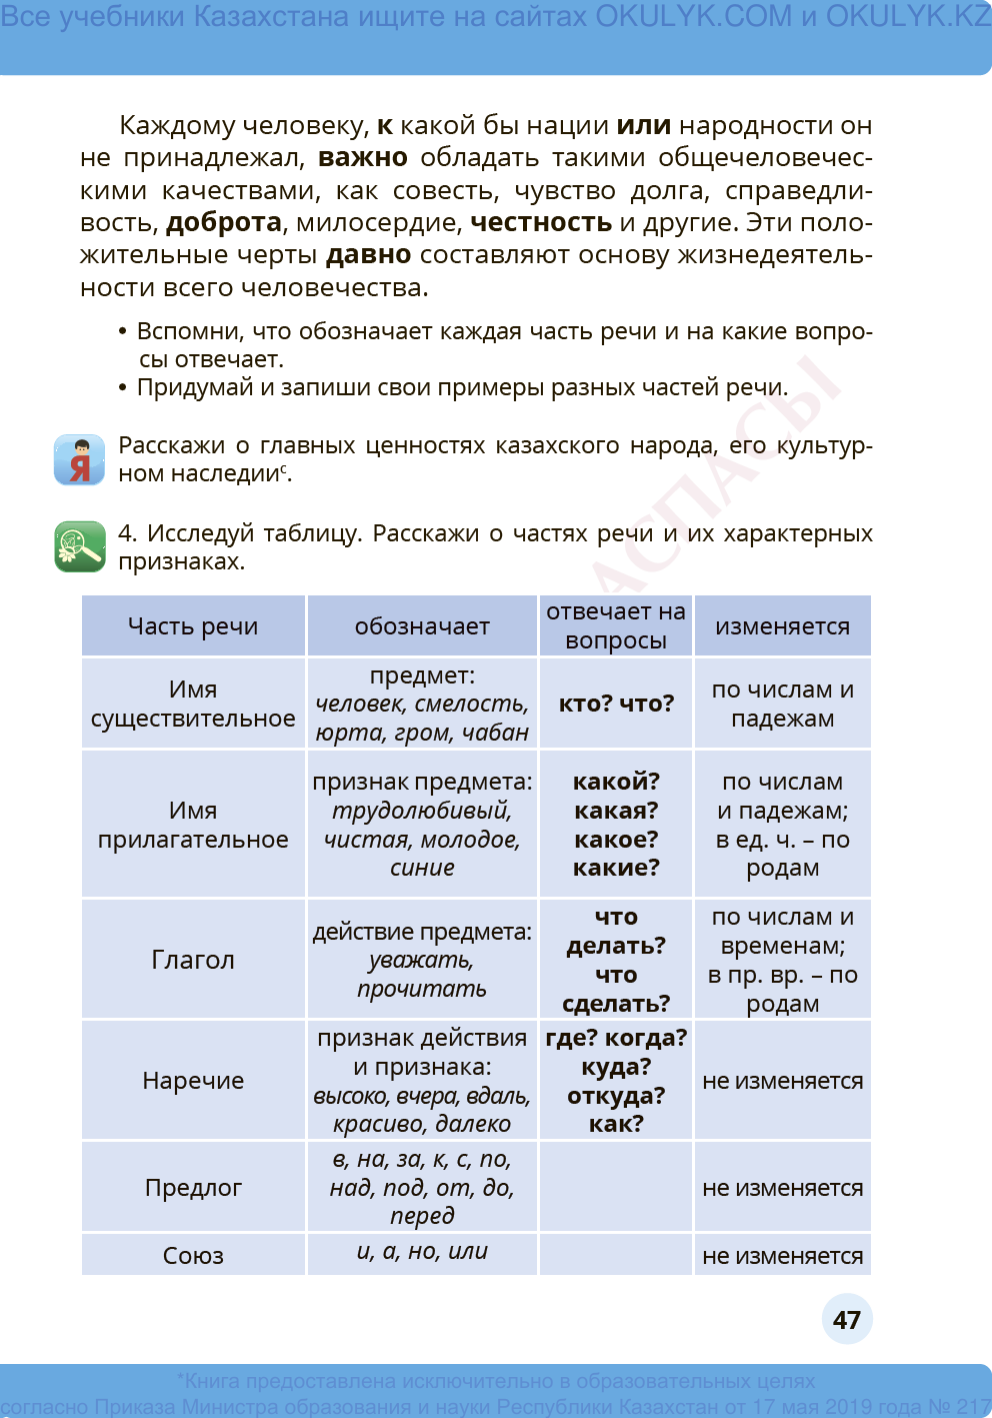 Все учебники Казахстана ищите на сайтах OKULYK.COM и OKULYK.KZ
Каждому человеку, к какой бы нации или народности он
не принадлежал, важно обладать такими общечеловечес-
кими качествами, как совесть, чувство долга, справедли-
вость, доброта, милосердие, честность и другие. Эти поло-
жительные черты давно составляют основу жизнедеятель-
ности всего человечества.
• Вспомни, что обозначает каждая часть речи и на какие вопро-
сы отвечает.
• Придумай и запиши свои примеры разных частей речи.
Я
Расскажи о главных ценностях казахского народа, его культур-
ном наследииᶜ.
4. Исследуй таблицу. Расскажи о частях речи и их характерных
признаках.
АСПАСЫ
Часть речи
обозначает
отвечает на
вопросы
изменяется
Имя
существительное
предмет:
человек, смелость,
юрта, гром, чабан
кто? что?
по числам и
падежам
Имя
прилагательное
признак предмета:
трудолюбивый,
чистая, молодое,
синие
какой?
какая?
какое?
какие?
по числам
и падежам;
в ед. ч. – по
родам
Глагол
действие предмета:
уважать,
прочитать
что
делать?
что
сделать?
по числам и
временам;
в пр. вр. – по
родам
Наречие
признак действия
и признака:
высоко, вчера, вдаль,
красиво, далеко
где? когда?
куда?
откуда?
как?
не изменяется
Предлог
в, на, за, к, с, по,
над, под, от, до,
перед
не изменяется
Союз
и, а, но, или
не изменяется
47
*Книга предоставлена исключительно в образовательных целях
согласно Приказа Министра образования и науки Республики Казахстан от 17 мая 2019 года № 217